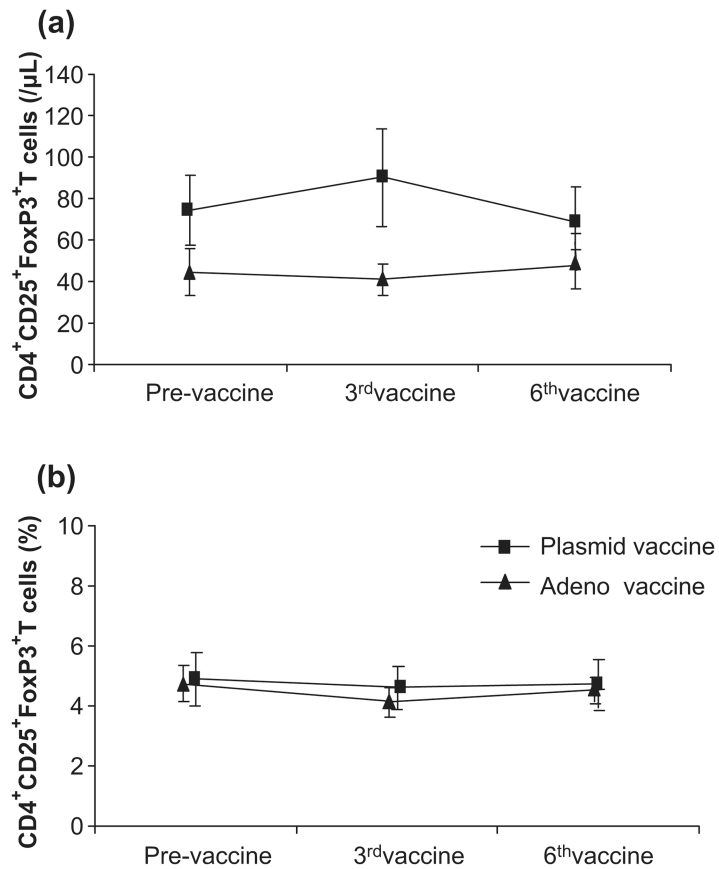 (a)
CD4⁺CD25⁺FoxP3⁺T cells (/µL)
140
120
100
80
60
40
20
0
Pre-vaccine 3ʳᵈvaccine 6ᵗʰvaccine
(b)
CD4⁺CD25⁺FoxP3⁺T cells (%)
10
8
6
4
2
0
Plasmid vaccine
Adeno vaccine
Pre-vaccine 3ʳᵈvaccine 6ᵗʰvaccine